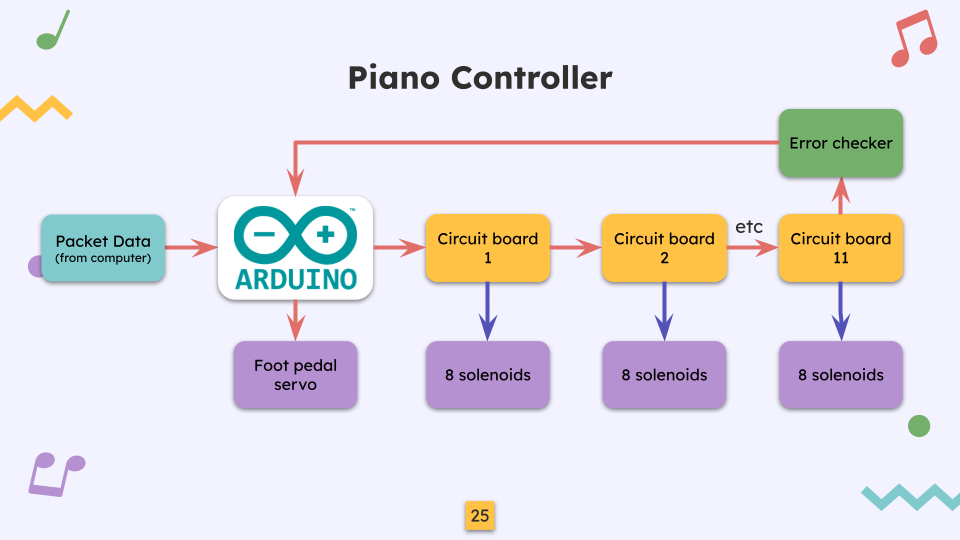 Piano Controller
Error checker
Packet Data
(from computer)
™
ARDUINO
Circuit board
1
Circuit board
2
etc
Circuit board
11
Foot pedal
servo
8 solenoids
8 solenoids
8 solenoids
25